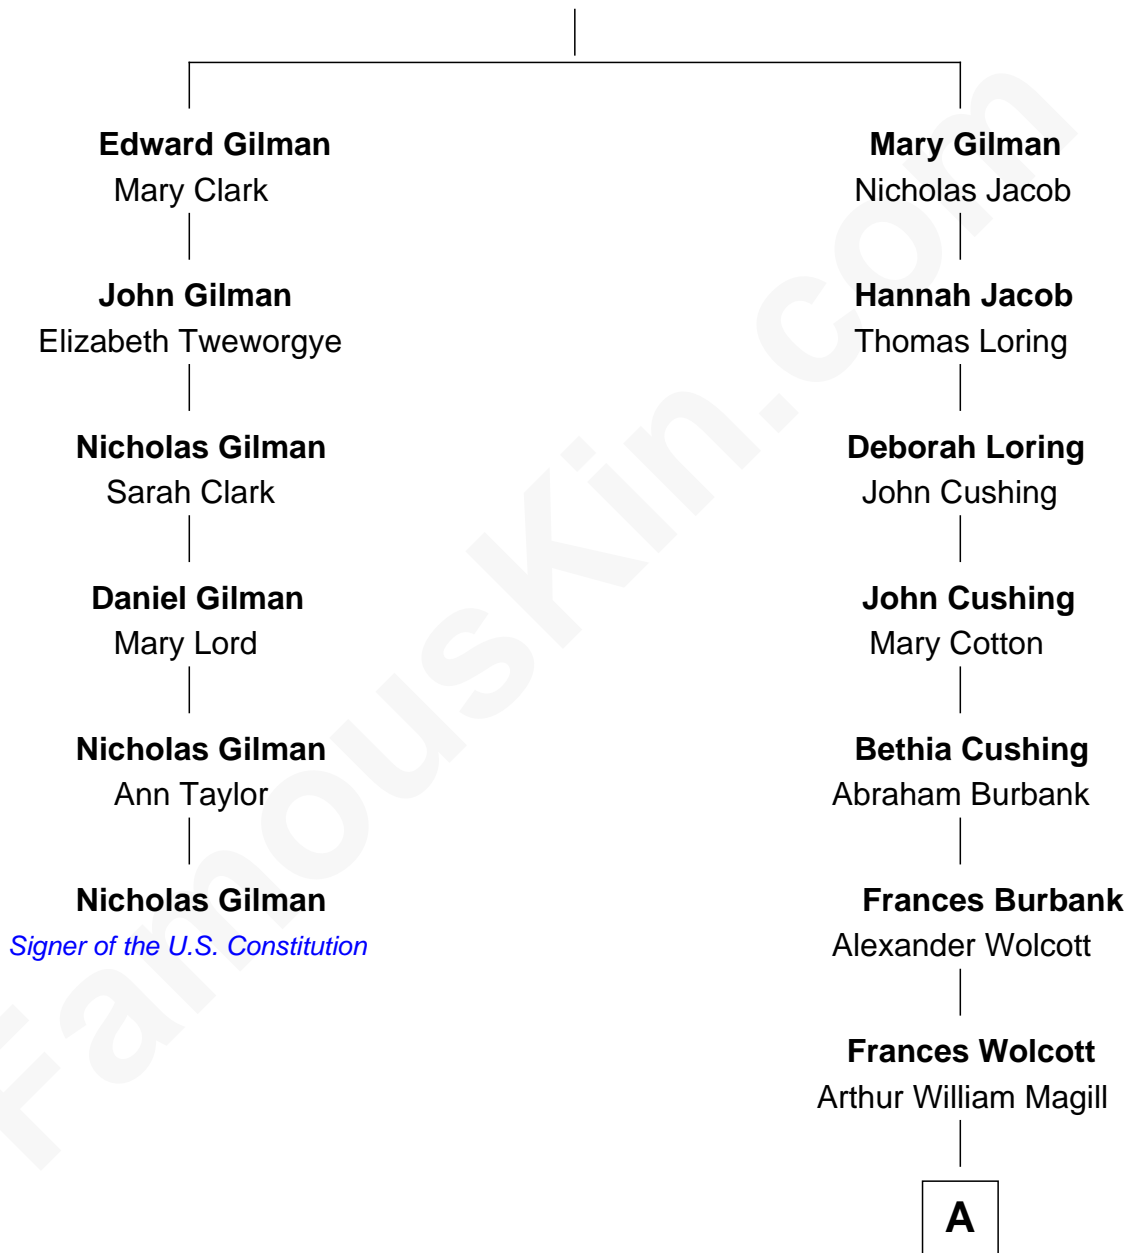 Edward Gilman
Mary Clark
John Gilman
Elizabeth Tweworgye
Nicholas Gilman
Sarah Clark
Daniel Gilman
Mary Lord
Nicholas Gilman
Ann Taylor
Nicholas Gilman
Signer of the U.S. Constitution
Mary Gilman
Nicholas Jacob
Hannah Jacob
Thomas Loring
Deborah Loring
John Cushing
John Cushing
Mary Cotton
Bethia Cushing
Abraham Burbank
Frances Burbank
Alexander Wolcott
Frances Wolcott
Arthur William Magill
A
FamousKin.com